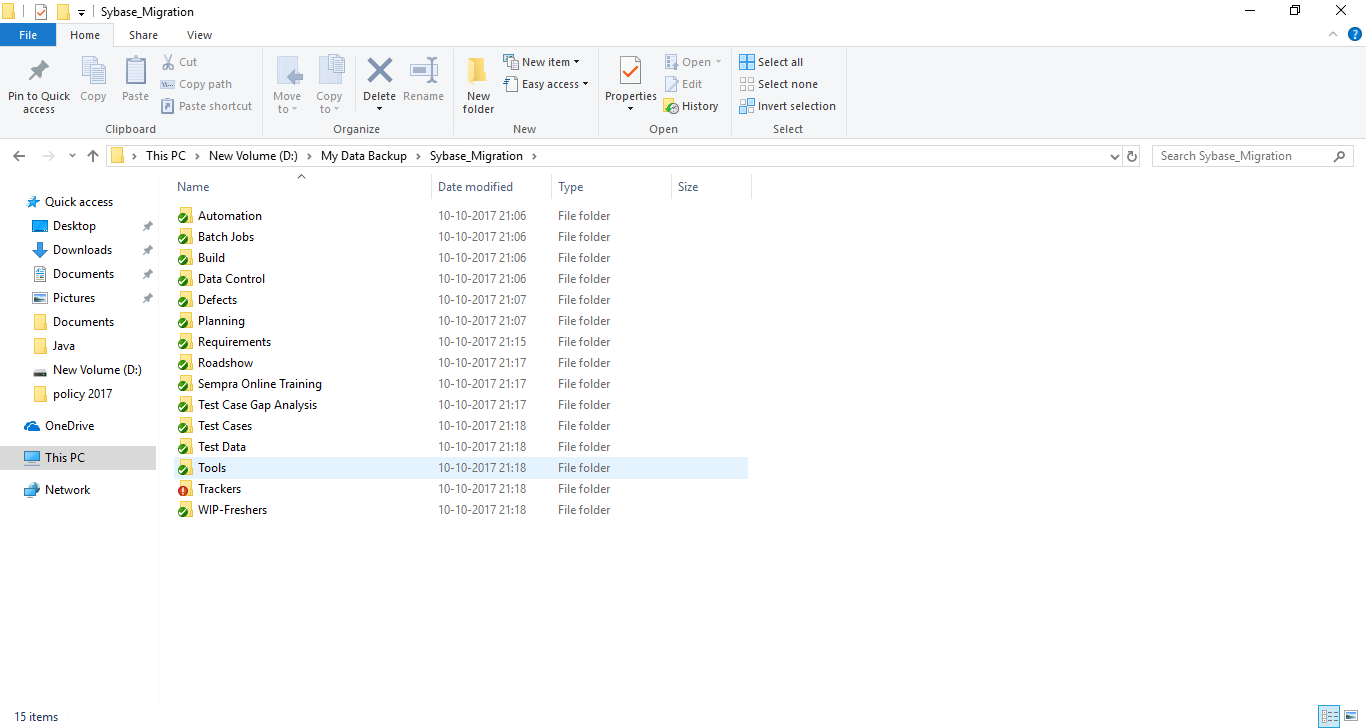 Sybase_Migration
File Home Share View
Pin to Quick access
Copy
Paste
Cut
Copy path
Paste shortcut
Clipboard
Move to
Copy to
Delete
Rename
Organize
New folder
New item
Easy access
New
Properties
Open
Edit
History
Open
Select all
Select none
Invert selection
Select
This PC New Volume (D:) My Data Backup Sybase_Migration
Search Sybase_Migration
Quick access
Desktop
Downloads
Documents
Pictures
Documents
Java
New Volume (D:)
policy 2017
OneDrive
This PC
Network
Name Date modified Type Size
Automation 10-10-2017 21:06 File folder
Batch Jobs 10-10-2017 21:06 File folder
Build 10-10-2017 21:06 File folder
Data Control 10-10-2017 21:06 File folder
Defects 10-10-2017 21:07 File folder
Planning 10-10-2017 21:07 File folder
Requirements 10-10-2017 21:15 File folder
Roadshow 10-10-2017 21:17 File folder
Sempra Online Training 10-10-2017 21:17 File folder
Test Case Gap Analysis 10-10-2017 21:17 File folder
Test Cases 10-10-2017 21:18 File folder
Test Data 10-10-2017 21:18 File folder
Tools 10-10-2017 21:18 File folder
Trackers 10-10-2017 21:18 File folder
WIP-Freshers 10-10-2017 21:18 File folder
15 items